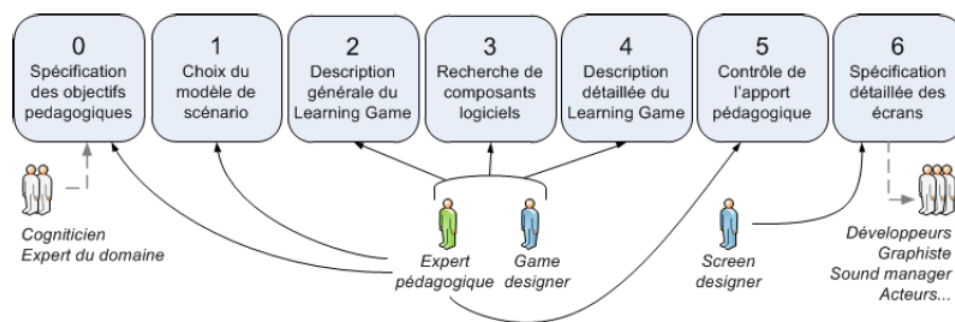 0
Spécification
des objectifs
pedagogiques
1
Choix du
modèle de
scénario
2
Description
générale du
Learning Game
3
Recherche de
composants
logiciels
4
Description
détaillée du
Learning Game
5
Contrôle de
l'apport
pédagogique
6
Spécification
détaillée des
écrans
Cogniticien
Expert du domaine
Expert
pédagogique
Game
designer
Screen
designer
Développeurs
Graphiste
Sound manager
Acteurs...